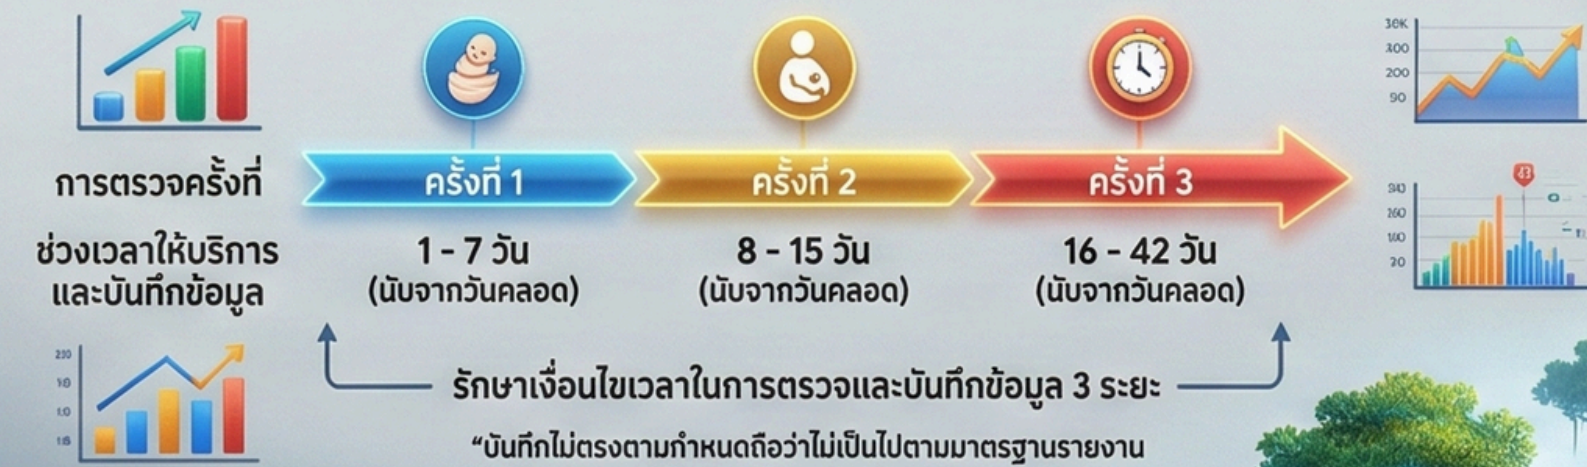 การตรวจครั้งที่
ครั้งที่ 1
ครั้งที่ 2
ครั้งที่ 3
ช่วงเวลาให้บริการ
และบันทึกข้อมูล
1 - 7 วัน
(นับจากวันคลอด)
8 - 15 วัน
(นับจากวันคลอด)
16 - 42 วัน
(นับจากวันคลอด)
รักษาเงื่อนไขเวลาในการตรวจและบันทึกข้อมูล 3 ระยะ
“บันทึกไม่ตรงตามกำหนดถือว่าไม่เป็นไปตามมาตรฐานรายงาน
300
200
90
43